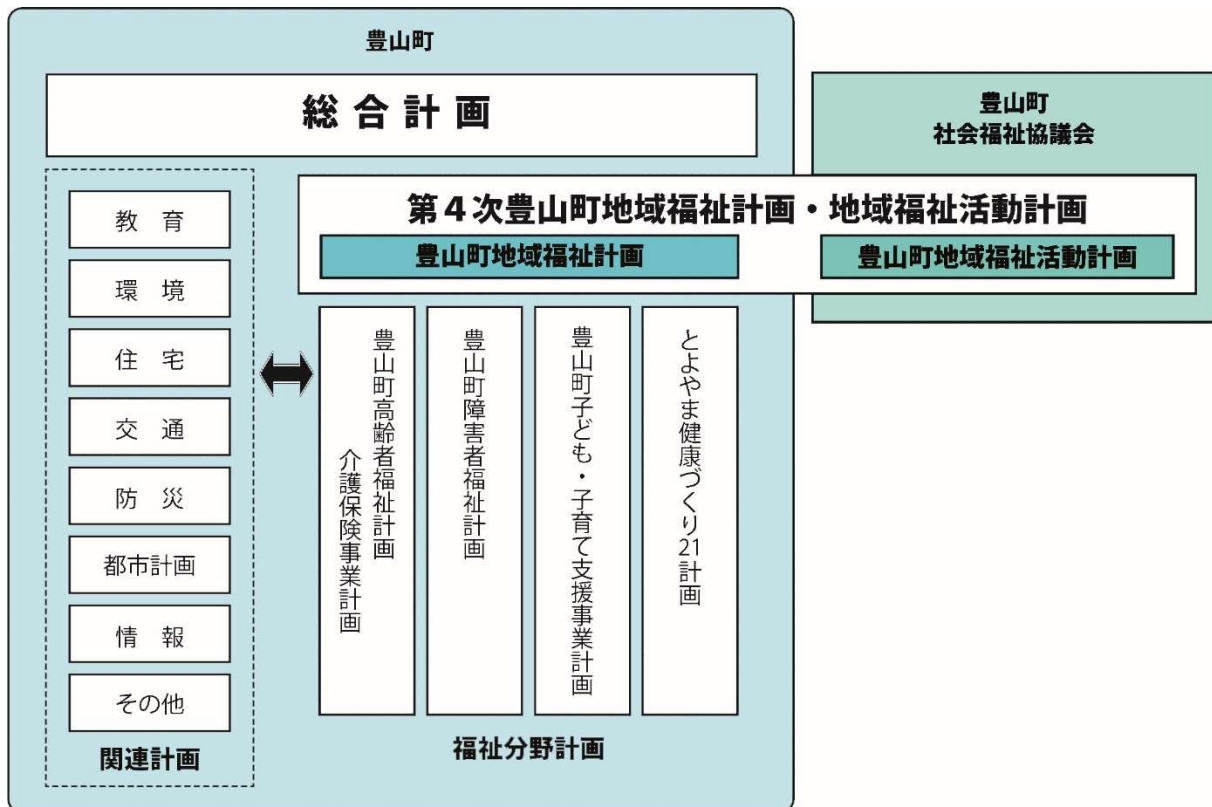 豊山町
総合計画
豊山町
社会福祉協議会
第4次豊山町地域福祉計画・地域福祉活動計画
豊山町地域福祉計画
豊山町地域福祉活動計画
教育
環境
住宅
交通
防災
都市計画
情報
その他
関連計画
豊山町高齢者福祉計画
介護保険事業計画
豊山町障害者福祉計画
豊山町子ども・子育て支援事業計画
とよやま健康づくり21計画
福祉分野計画